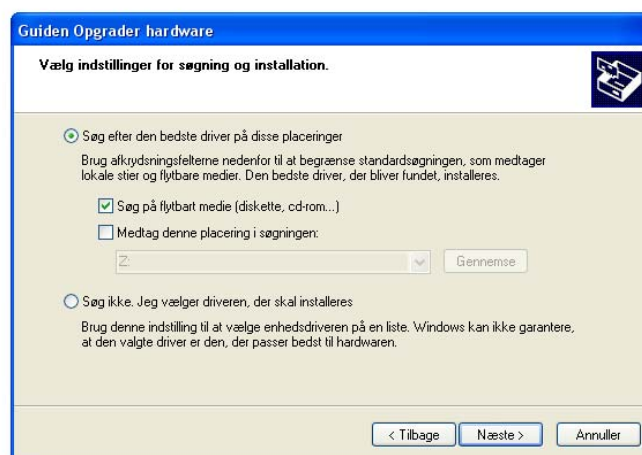 Guiden Opgrader hardware
Vælg indstillinger for søgning og installation.
Søg efter den bedste driver på disse placeringer
Brug afkrydsningsfelterne nedenfor til at begrænse standardsøgningen, som medtager
lokale stier og flytbare medier. Den bedste driver, der bliver fundet, installeres.
Søg på flytbart medie (diskette, cd-rom...)
Medtag denne placering i søgningen:
Z:
Gennemse
Søg ikke. Jeg vælger driveren, der skal installeres
Brug denne indstilling til at vælge enhedsdriveren på en liste. Windows kan ikke garantere,
at den valgte driver er den, der passer bedst til hardwaren.
< Tilbage
Næste >
Annuller